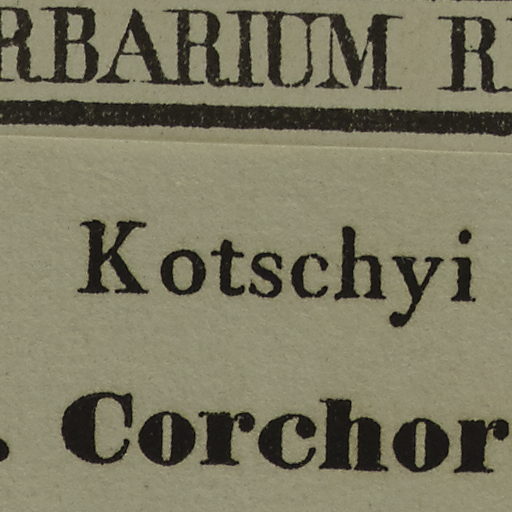 RBARIUM R
Kotschyi
. Corchor